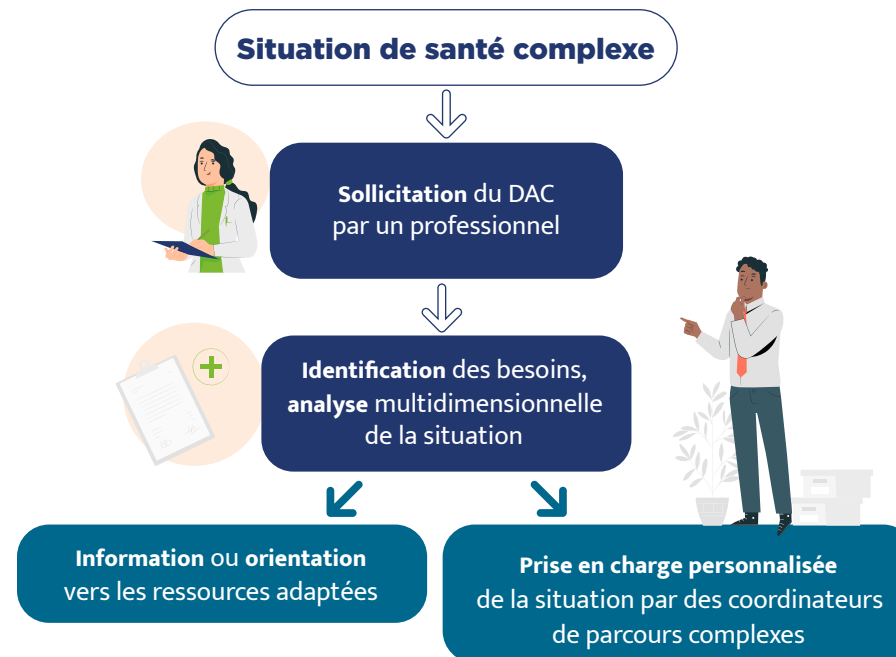 Situation de santé complexe
Sollicitation du DAC
par un professionnel
Identification des besoins,
analyse multidimensionnelle
de la situation
Information ou orientation
vers les ressources adaptées
Prise en charge personnalisée
de la situation par des coordinateurs
de parcours complexes